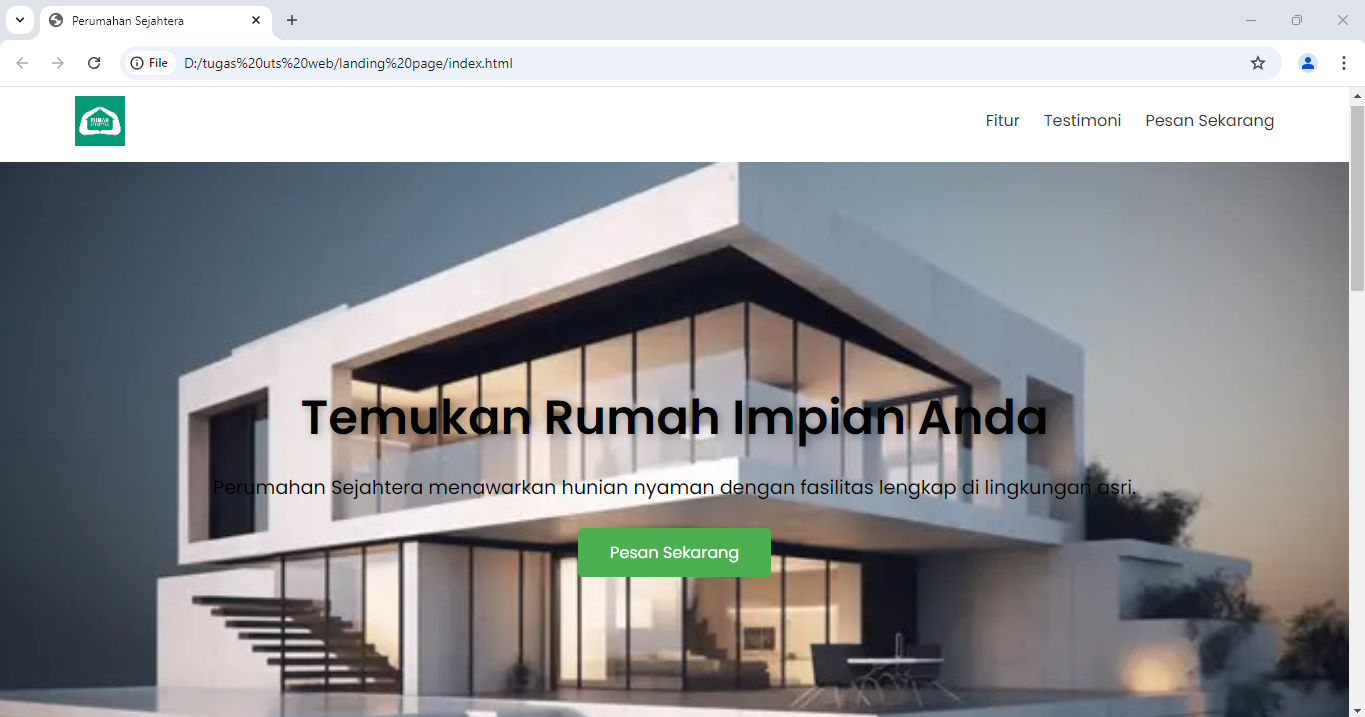 Perumahan Sejahtera
File
D:/tugas%20uts%20web/landing%20page/index.html
RUMAH
Fitur
Testimoni
Pesan Sekarang
Temukan Rumah Impian Anda
Perumahan Sejahtera menawarkan hunian nyaman dengan fasilitas lengkap di lingkungan asri.
Pesan Sekarang